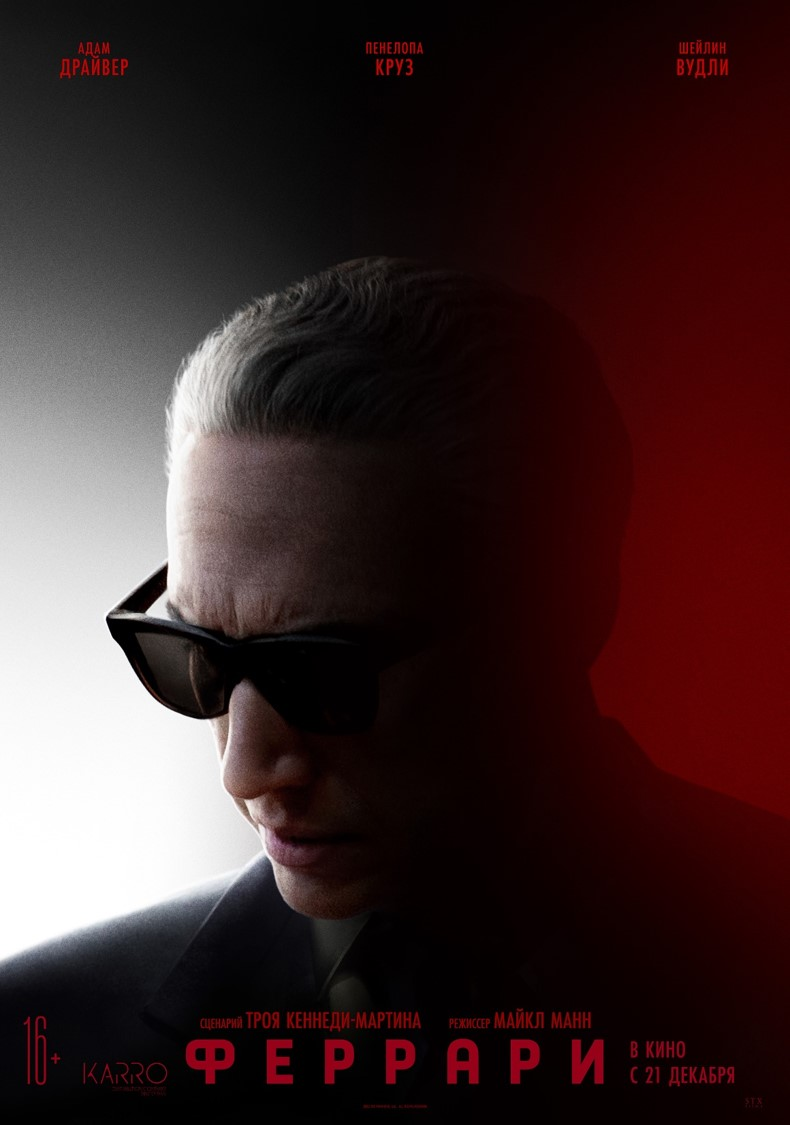 АДАМ
ДРАЙВЕР
ПЕНЕЛОПА
КРУЗ
ШЕЙЛИН
ВУДЛИ
СЦЕНАРИЙ ТРОЯ КЕННЕДИ-МАРТИНА РЕЖИССЕР МАЙКЛ МАНН
ФЕРРАРИ
В КИНО
С 21 ДЕКАБРЯ
16+
KARRO
STX